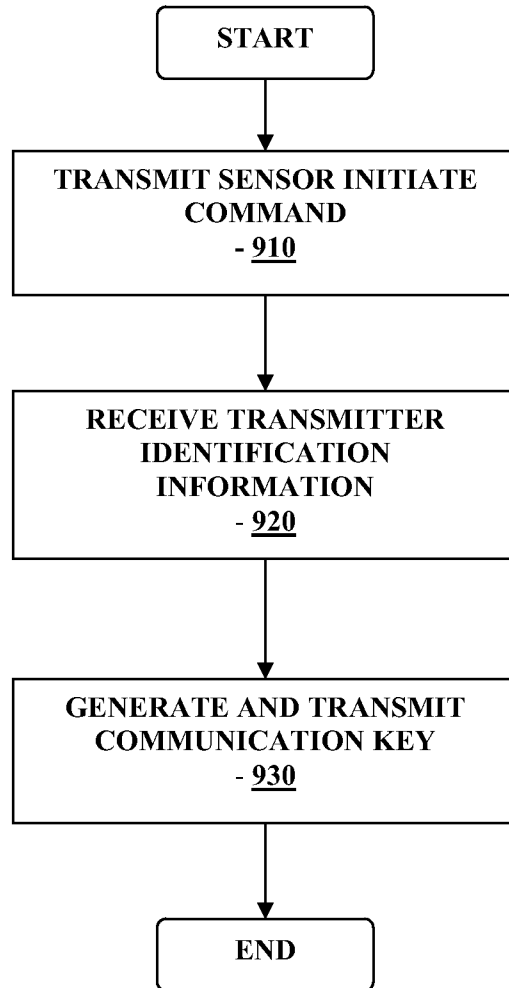 START
TRANSMIT SENSOR INITIATE
COMMAND
- 910
RECEIVE TRANSMITTER
IDENTIFICATION
INFORMATION
- 920
GENERATE AND TRANSMIT
COMMUNICATION KEY
- 930
END